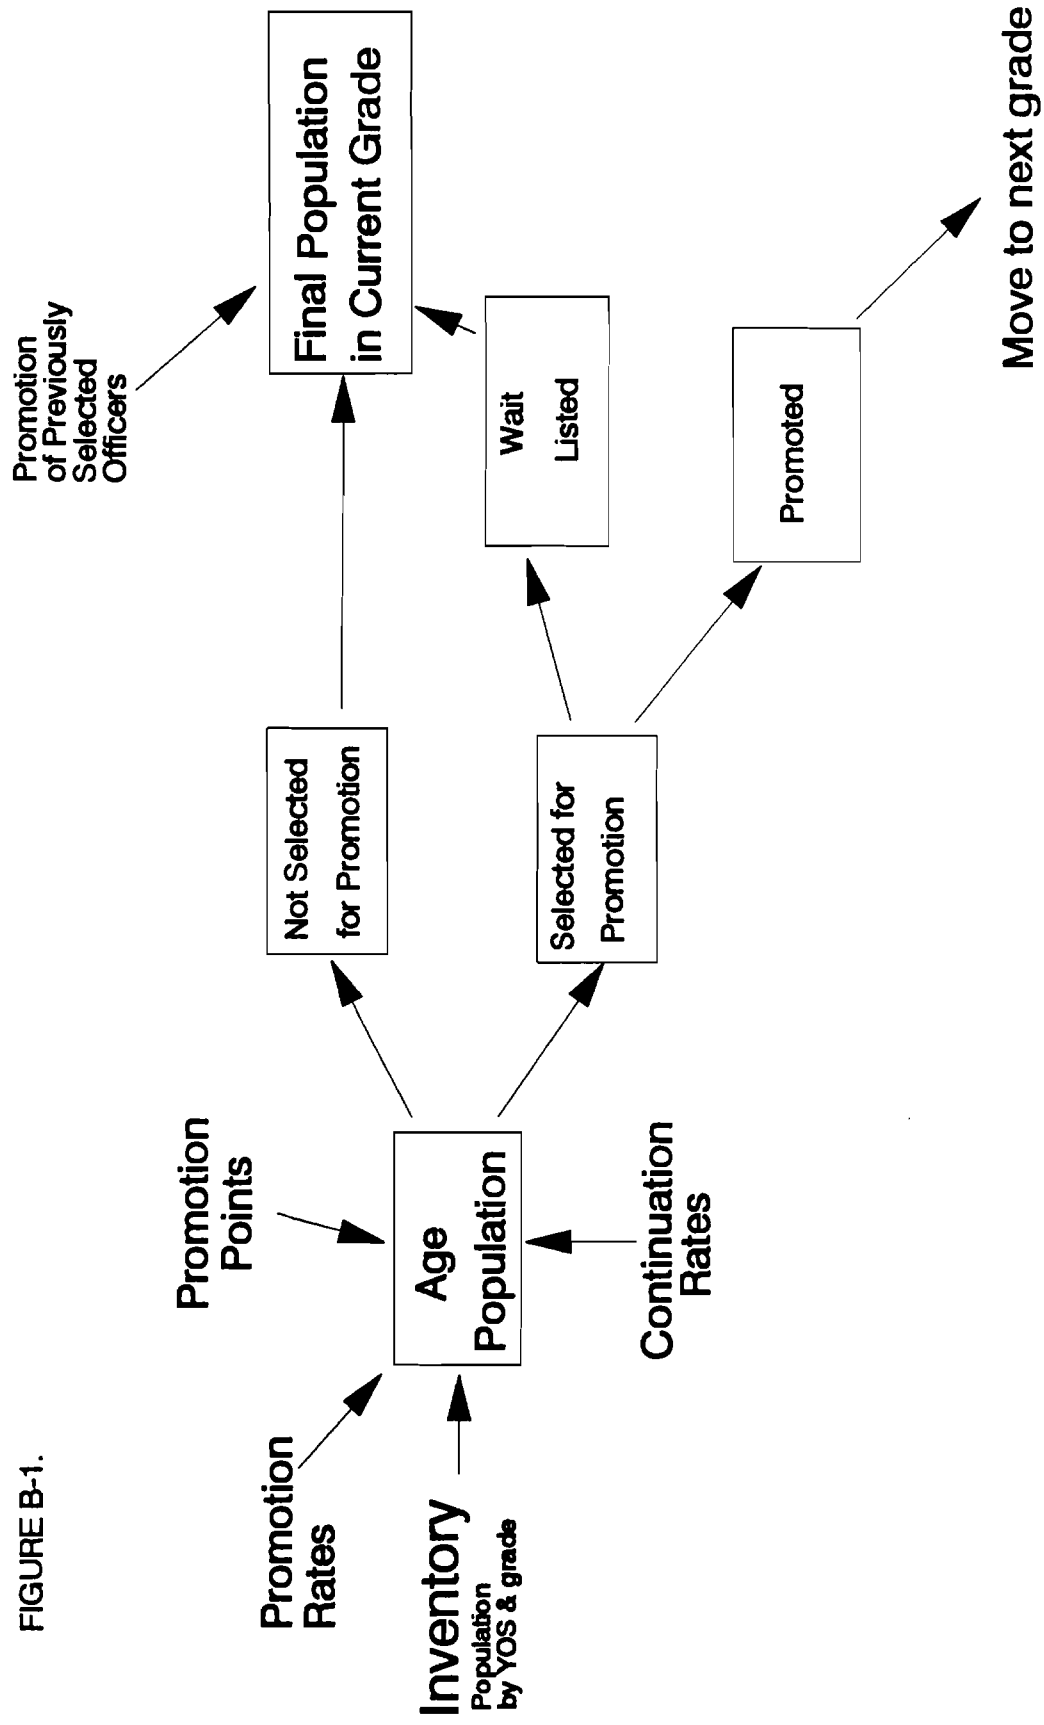 FIGURE B-1.
Promotion
Rates
Inventory
Population
by YOS & grade
Promotion
Points
Age
Population
Continuation
Rates
Not Selected
for Promotion
Selected for
Promotion
Wait
Listed
Promoted
Promotion
of Previously
Selected
Officers
Final Population
in Current Grade
Move to next grade